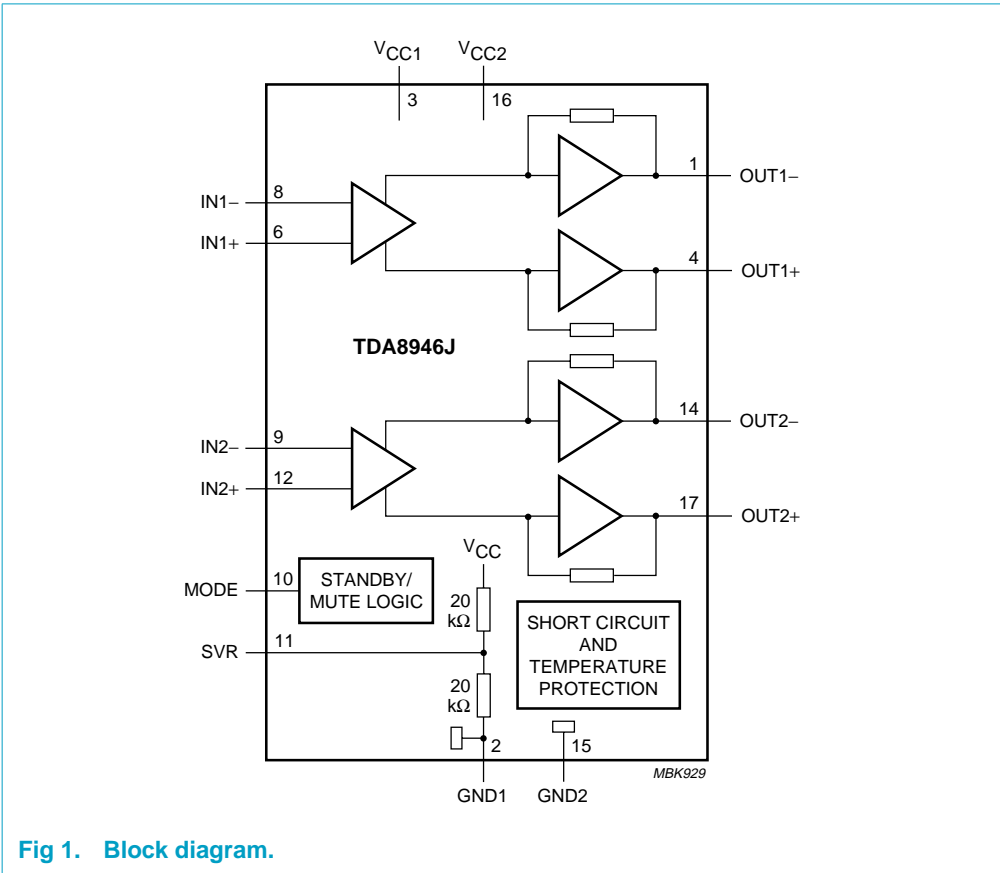 VCC1 VCC2
3 16
1 OUT1−
IN1− 8
IN1+ 6
4 OUT1+
TDA8946J
14 OUT2−
IN2− 9
IN2+ 12
17 OUT2+
VCC
MODE 10
STANDBY/
MUTE LOGIC
20
kΩ
SHORT CIRCUIT
AND
TEMPERATURE
PROTECTION
SVR 11
20
kΩ
2 15
MBK929
GND1 GND2
Fig 1. Block diagram.